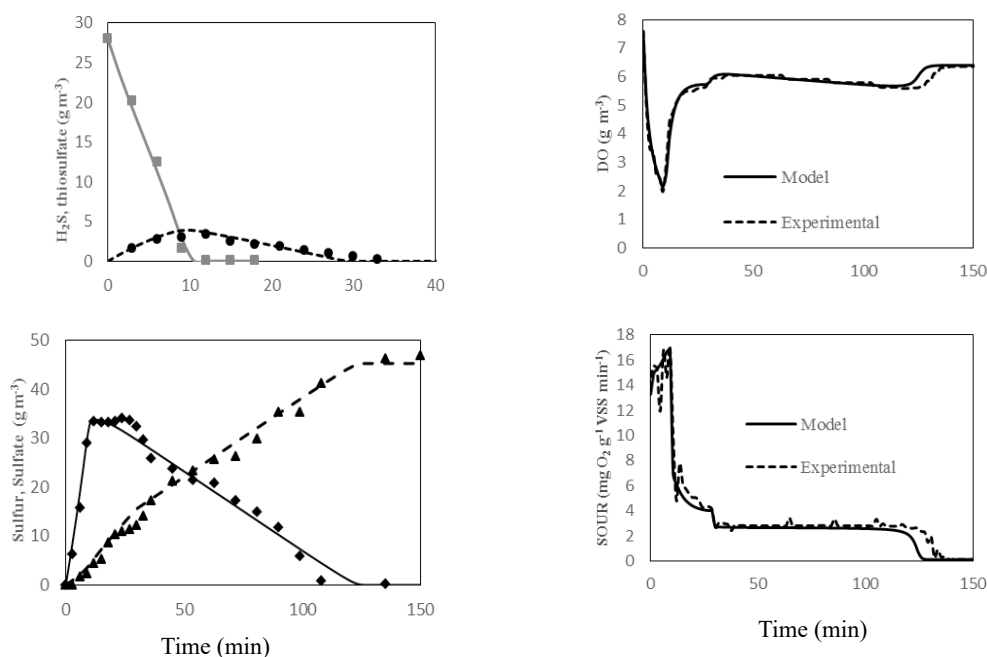 30
25
20
15
10
5
0
H₂S, thiosulfate (g m⁻³)
0 10 20 30 40
8
7
6
5
4
3
2
1
0
DO (g m⁻³)
Model
Experimental
0 50 100 150
50
40
30
20
10
0
Sulfur, Sulfate (g m⁻³)
0 50 100 150
Time (min)
18
16
14
12
10
8
6
4
2
0
SOUR (mg O₂ g⁻¹ VSS min⁻¹)
Model
Experimental
0 50 100 150
Time (min)